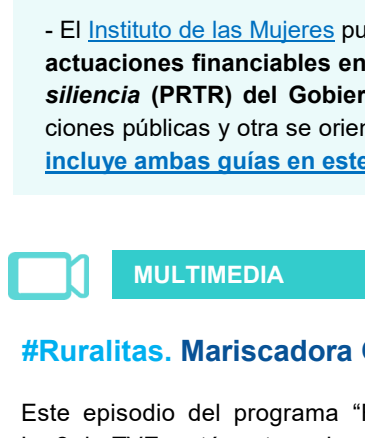 - El Instituto de las Mujeres pu
actuaciones financiables en
siliencia (PRTR) del Gobier
ciones públicas y otra se orien
incluye ambas guías en este
MULTIMEDIA
#Ruralitas. Mariscadora
Este episodio del programa